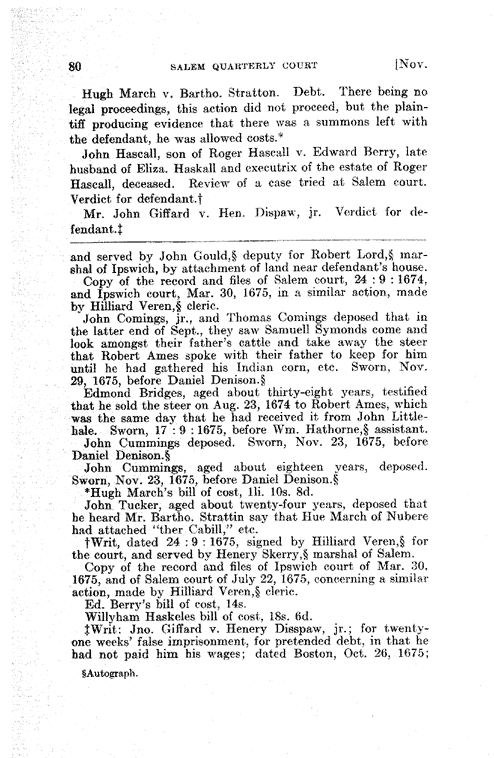 80 SALEM QUARTERLY COURT [Nov.
Hugh March v. Bartho. Stratton. Debt. There being no
legal proceedings, this action did not proceed, but the plain-
tiff producing evidence that there was a summons left with
the defendant, he was allowed costs.*
John Hascall, son of Roger Hascall v. Edward Berry, late
husband of Eliza. Haskall and executrix of the estate of Roger
Hascall, deceased. Review of a case tried at Salem court.
Verdict for defendant.†
Mr. John Giffard v. Hen. Dispaw, jr. Verdict for de-
fendant.‡
and served by John Gould,§ deputy for Robert Lord,§ mar-
shal of Ipswich, by attachment of land near defendant's house.
Copy of the record and files of Salem court, 24 : 9 : 1674,
and Ipswich court, Mar. 30, 1675, in a similar action, made
by Hilliard Veren,§ cleric.
John Comings, jr., and Thomas Comings deposed that in
the latter end of Sept., they saw Samuell Symonds come and
look amongst their father's cattle and take away the steer
that Robert Ames spoke with their father to keep for him
until he had gathered his Indian corn, etc. Sworn, Nov.
29, 1675, before Daniel Denison.§
Edmond Bridges, aged about thirty-eight years, testified
that he sold the steer on Aug. 23, 1674 to Robert Ames, which
was the same day that he had received it from John Little-
hale. Sworn, 17 : 9 : 1675, before Wm. Hathorne,§ assistant.
John Cummings deposed. Sworn, Nov. 23, 1675, before
Daniel Denison.§
John Cummings, aged about eighteen years, deposed.
Sworn, Nov. 23, 1675, before Daniel Denison.§
*Hugh March's bill of cost, 1li. 10s. 8d.
John Tucker, aged about twenty-four years, deposed that
he heard Mr. Bartho. Strattin say that Hue March of Nubere
had attached "ther Cabill," etc.
†Writ, dated 24 : 9 : 1675, signed by Hilliard Veren,§ for
the court, and served by Henery Skerry,§ marshal of Salem.
Copy of the record and files of Ipswich court of Mar. 30,
1675, and of Salem court of July 22, 1675, concerning a similar
action, made by Hilliard Veren,§ cleric.
Ed. Berry's bill of cost, 14s.
Willyham Haskeles bill of cost, 18s. 6d.
‡Writ: Jno. Giffard v. Henery Disspaw, jr.; for twenty-
one weeks' false imprisonment, for pretended debt, in that he
had not paid him his wages; dated Boston, Oct. 26, 1675;
§Autograph.